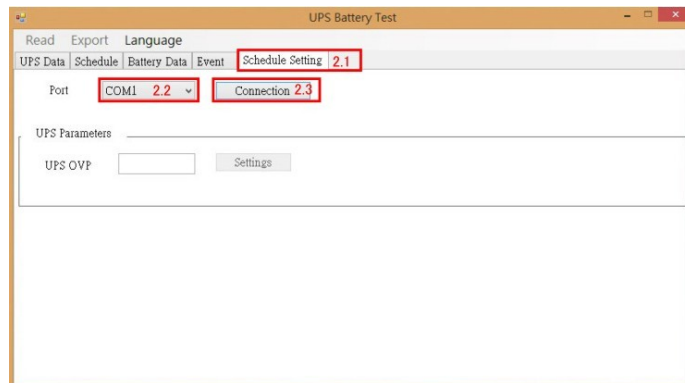 UPS Battery Test
Read Export Language
UPS Data Schedule Battery Data Event Schedule Setting 2.1
Port COM1 2.2 Connection 2.3
UPS Parameters
UPS OVP Settings